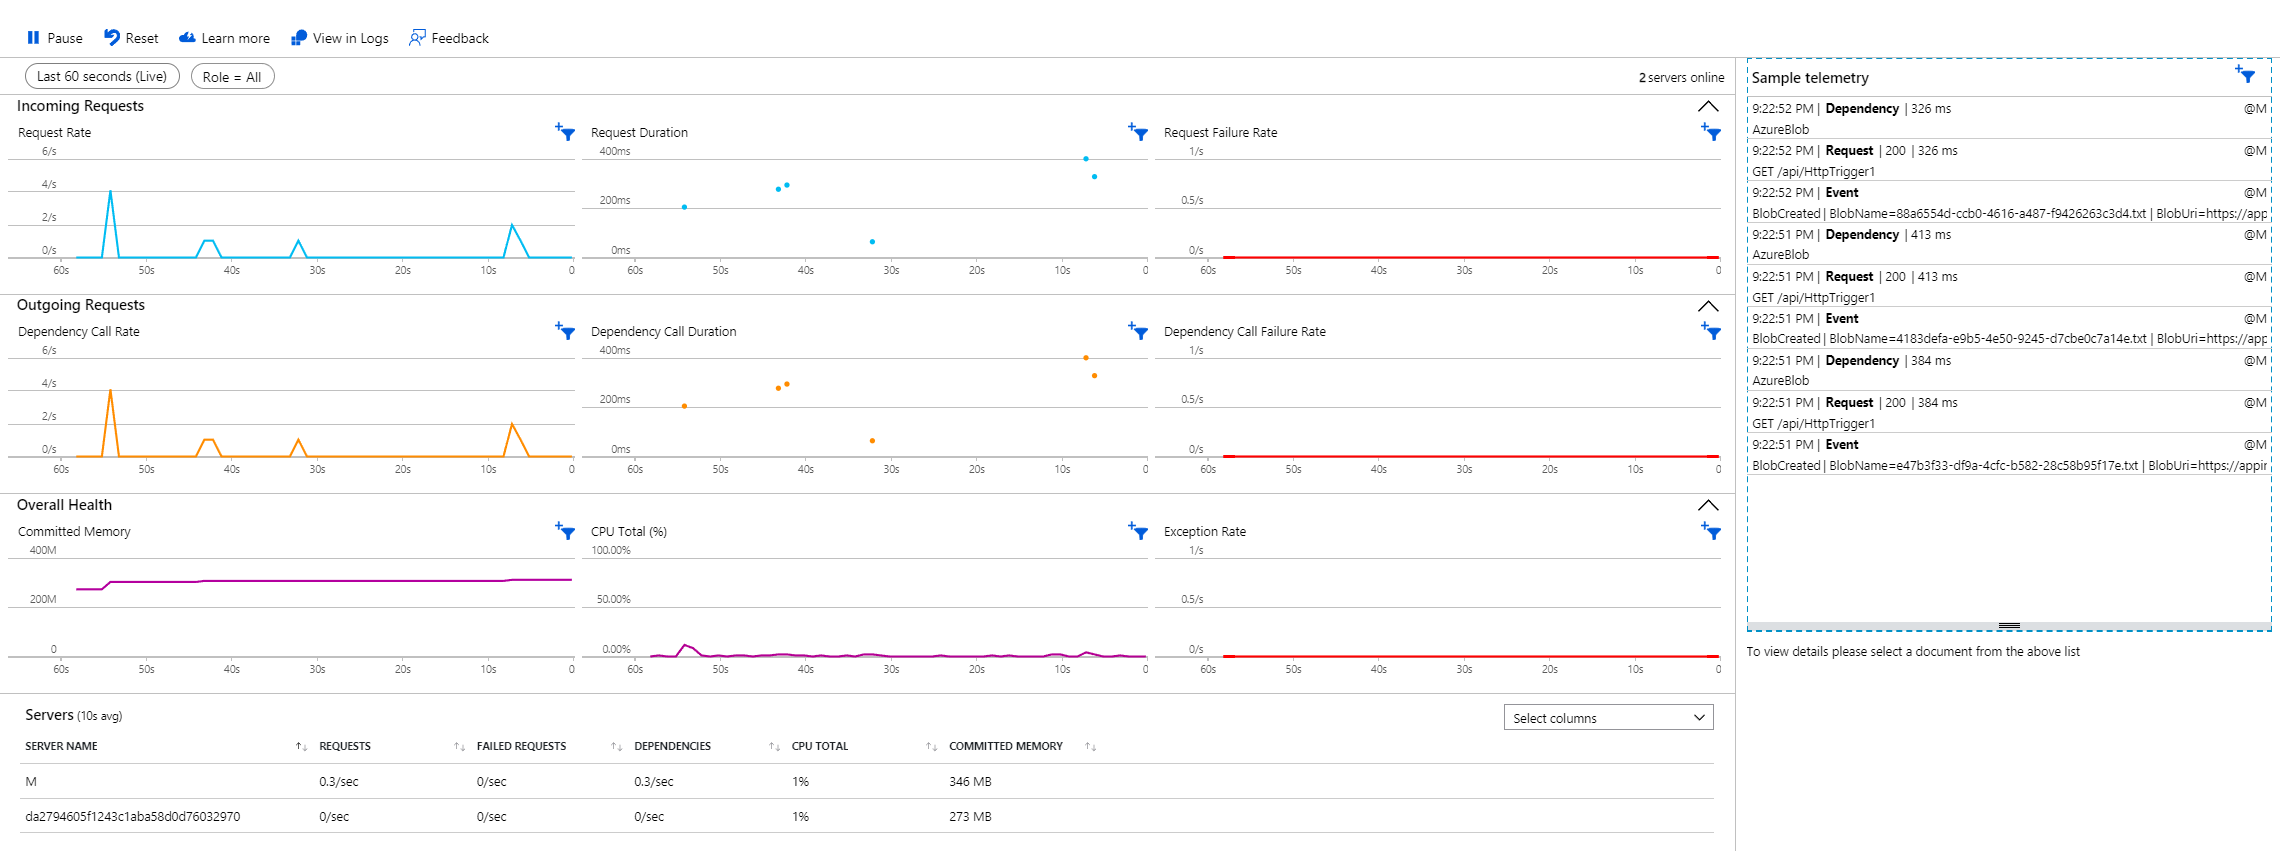 Pause Reset Learn more View in Logs Feedback
Last 60 seconds (Live) Role = All 2 servers online
Incoming Requests
Request Rate
6/s
4/s
2/s
0/s
60s 50s 40s 30s 20s 10s 0
Request Duration
400ms
200ms
0ms
60s 50s 40s 30s 20s 10s 0
Request Failure Rate
1/s
0.5/s
0/s
60s 50s 40s 30s 20s 10s 0
Outgoing Requests
Dependency Call Rate
6/s
4/s
2/s
0/s
60s 50s 40s 30s 20s 10s 0
Dependency Call Duration
400ms
200ms
0ms
60s 50s 40s 30s 20s 10s 0
Dependency Call Failure Rate
1/s
0.5/s
0/s
60s 50s 40s 30s 20s 10s 0
Overall Health
Committed Memory
400M
200M
0
60s 50s 40s 30s 20s 10s 0
CPU Total (%)
100.00%
50.00%
0.00%
60s 50s 40s 30s 20s 10s 0
Exception Rate
1/s
0.5/s
0/s
60s 50s 40s 30s 20s 10s 0
Servers (10s avg) Select columns
SERVER NAME REQUESTS FAILED REQUESTS DEPENDENCIES CPU TOTAL COMMITTED MEMORY
M 0.3/sec 0/sec 0.3/sec 1% 346 MB
da2794605f1243c1aba58d0d76032970 0/sec 0/sec 0/sec 1% 273 MB
Sample telemetry
9:22:52 PM | Dependency | 326 ms @M
AzureBlob
9:22:52 PM | Request | 200 | 326 ms @M
GET /api/HttpTrigger1
9:22:52 PM | Event @M
BlobCreated | BlobName=88a6554d-ccb0-4616-a487-f9426263c3d4.txt | BlobUri=https://app
9:22:51 PM | Dependency | 413 ms @M
AzureBlob
9:22:51 PM | Request | 200 | 413 ms @M
GET /api/HttpTrigger1
9:22:51 PM | Event @M
BlobCreated | BlobName=4183defa-e9b5-4e50-9245-d7cbe0c7a14e.txt | BlobUri=https://app
9:22:51 PM | Dependency | 384 ms @M
AzureBlob
9:22:51 PM | Request | 200 | 384 ms @M
GET /api/HttpTrigger1
9:22:51 PM | Event @M
BlobCreated | BlobName=e47b3f33-df9a-4cfc-b582-28c58b95f17e.txt | BlobUri=https://appir
To view details please select a document from the above list